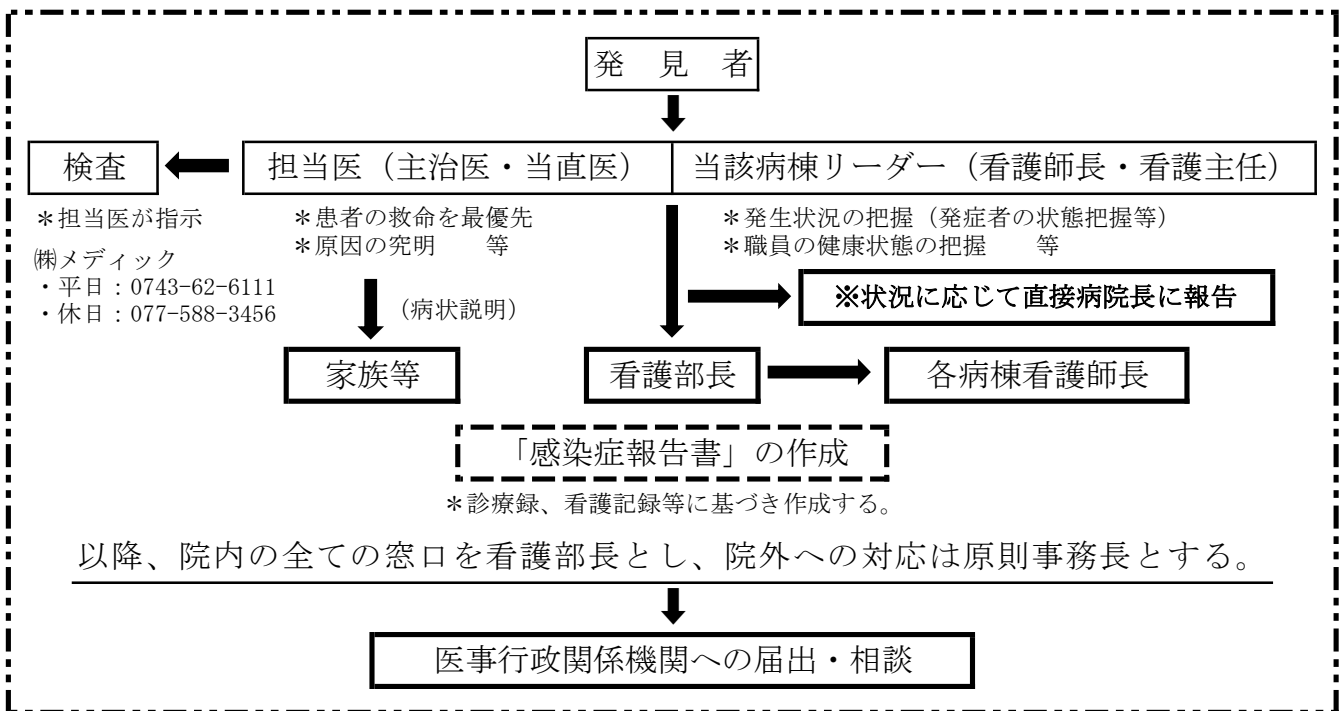 発　見　者
検査
担当医（主治医・当直医）
当該病棟リーダー（看護師長・看護主任）
＊担当医が指示
㈱メディック
・平日：0743-62-6111
・休日：077-588-3456
＊患者の救命を最優先
＊原因の究明　　等
＊発生状況の把握（発症者の状態把握等）
＊職員の健康状態の把握　　等
※状況に応じて直接病院長に報告
（病状説明）
家族等
看護部長
各病棟看護師長
「感染症報告書」の作成
＊診療録、看護記録等に基づき作成する。
以降、院内の全ての窓口を看護部長とし、院外への対応は原則事務長とする。
医事行政関係機関への届出・相談